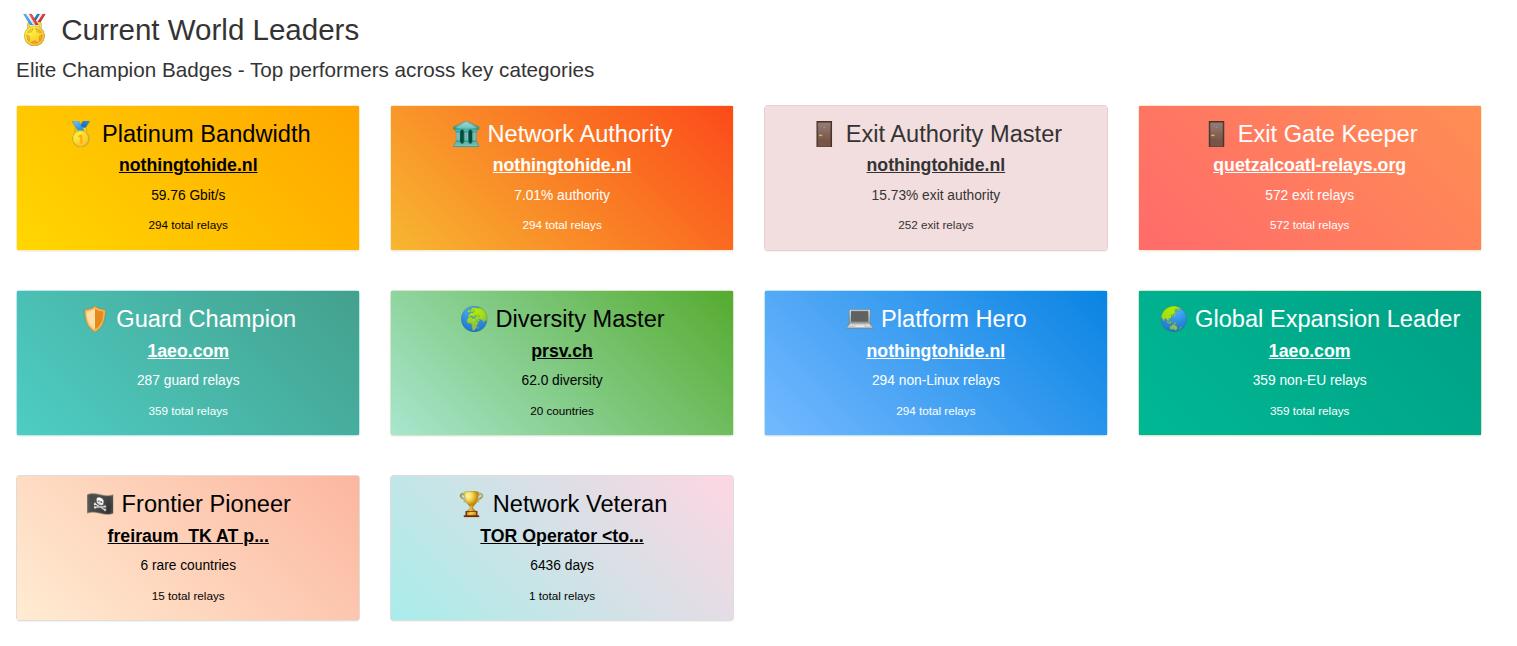 Current World Leaders
Elite Champion Badges - Top performers across key categories
Platinum Bandwidth
nothingtohide.nl
59.76 Gbit/s
294 total relays
Network Authority
nothingtohide.nl
7.01% authority
294 total relays
Exit Authority Master
nothingtohide.nl
15.73% exit authority
252 exit relays
Exit Gate Keeper
quetzalcoatl-relays.org
572 exit relays
572 total relays
Guard Champion
1aeo.com
287 guard relays
359 total relays
Diversity Master
prsv.ch
62.0 diversity
20 countries
Platform Hero
nothingtohide.nl
294 non-Linux relays
294 total relays
Global Expansion Leader
1aeo.com
359 non-EU relays
359 total relays
Frontier Pioneer
freiraum_TK AT p...
6 rare countries
15 total relays
Network Veteran
TOR Operator <to...
6436 days
1 total relays